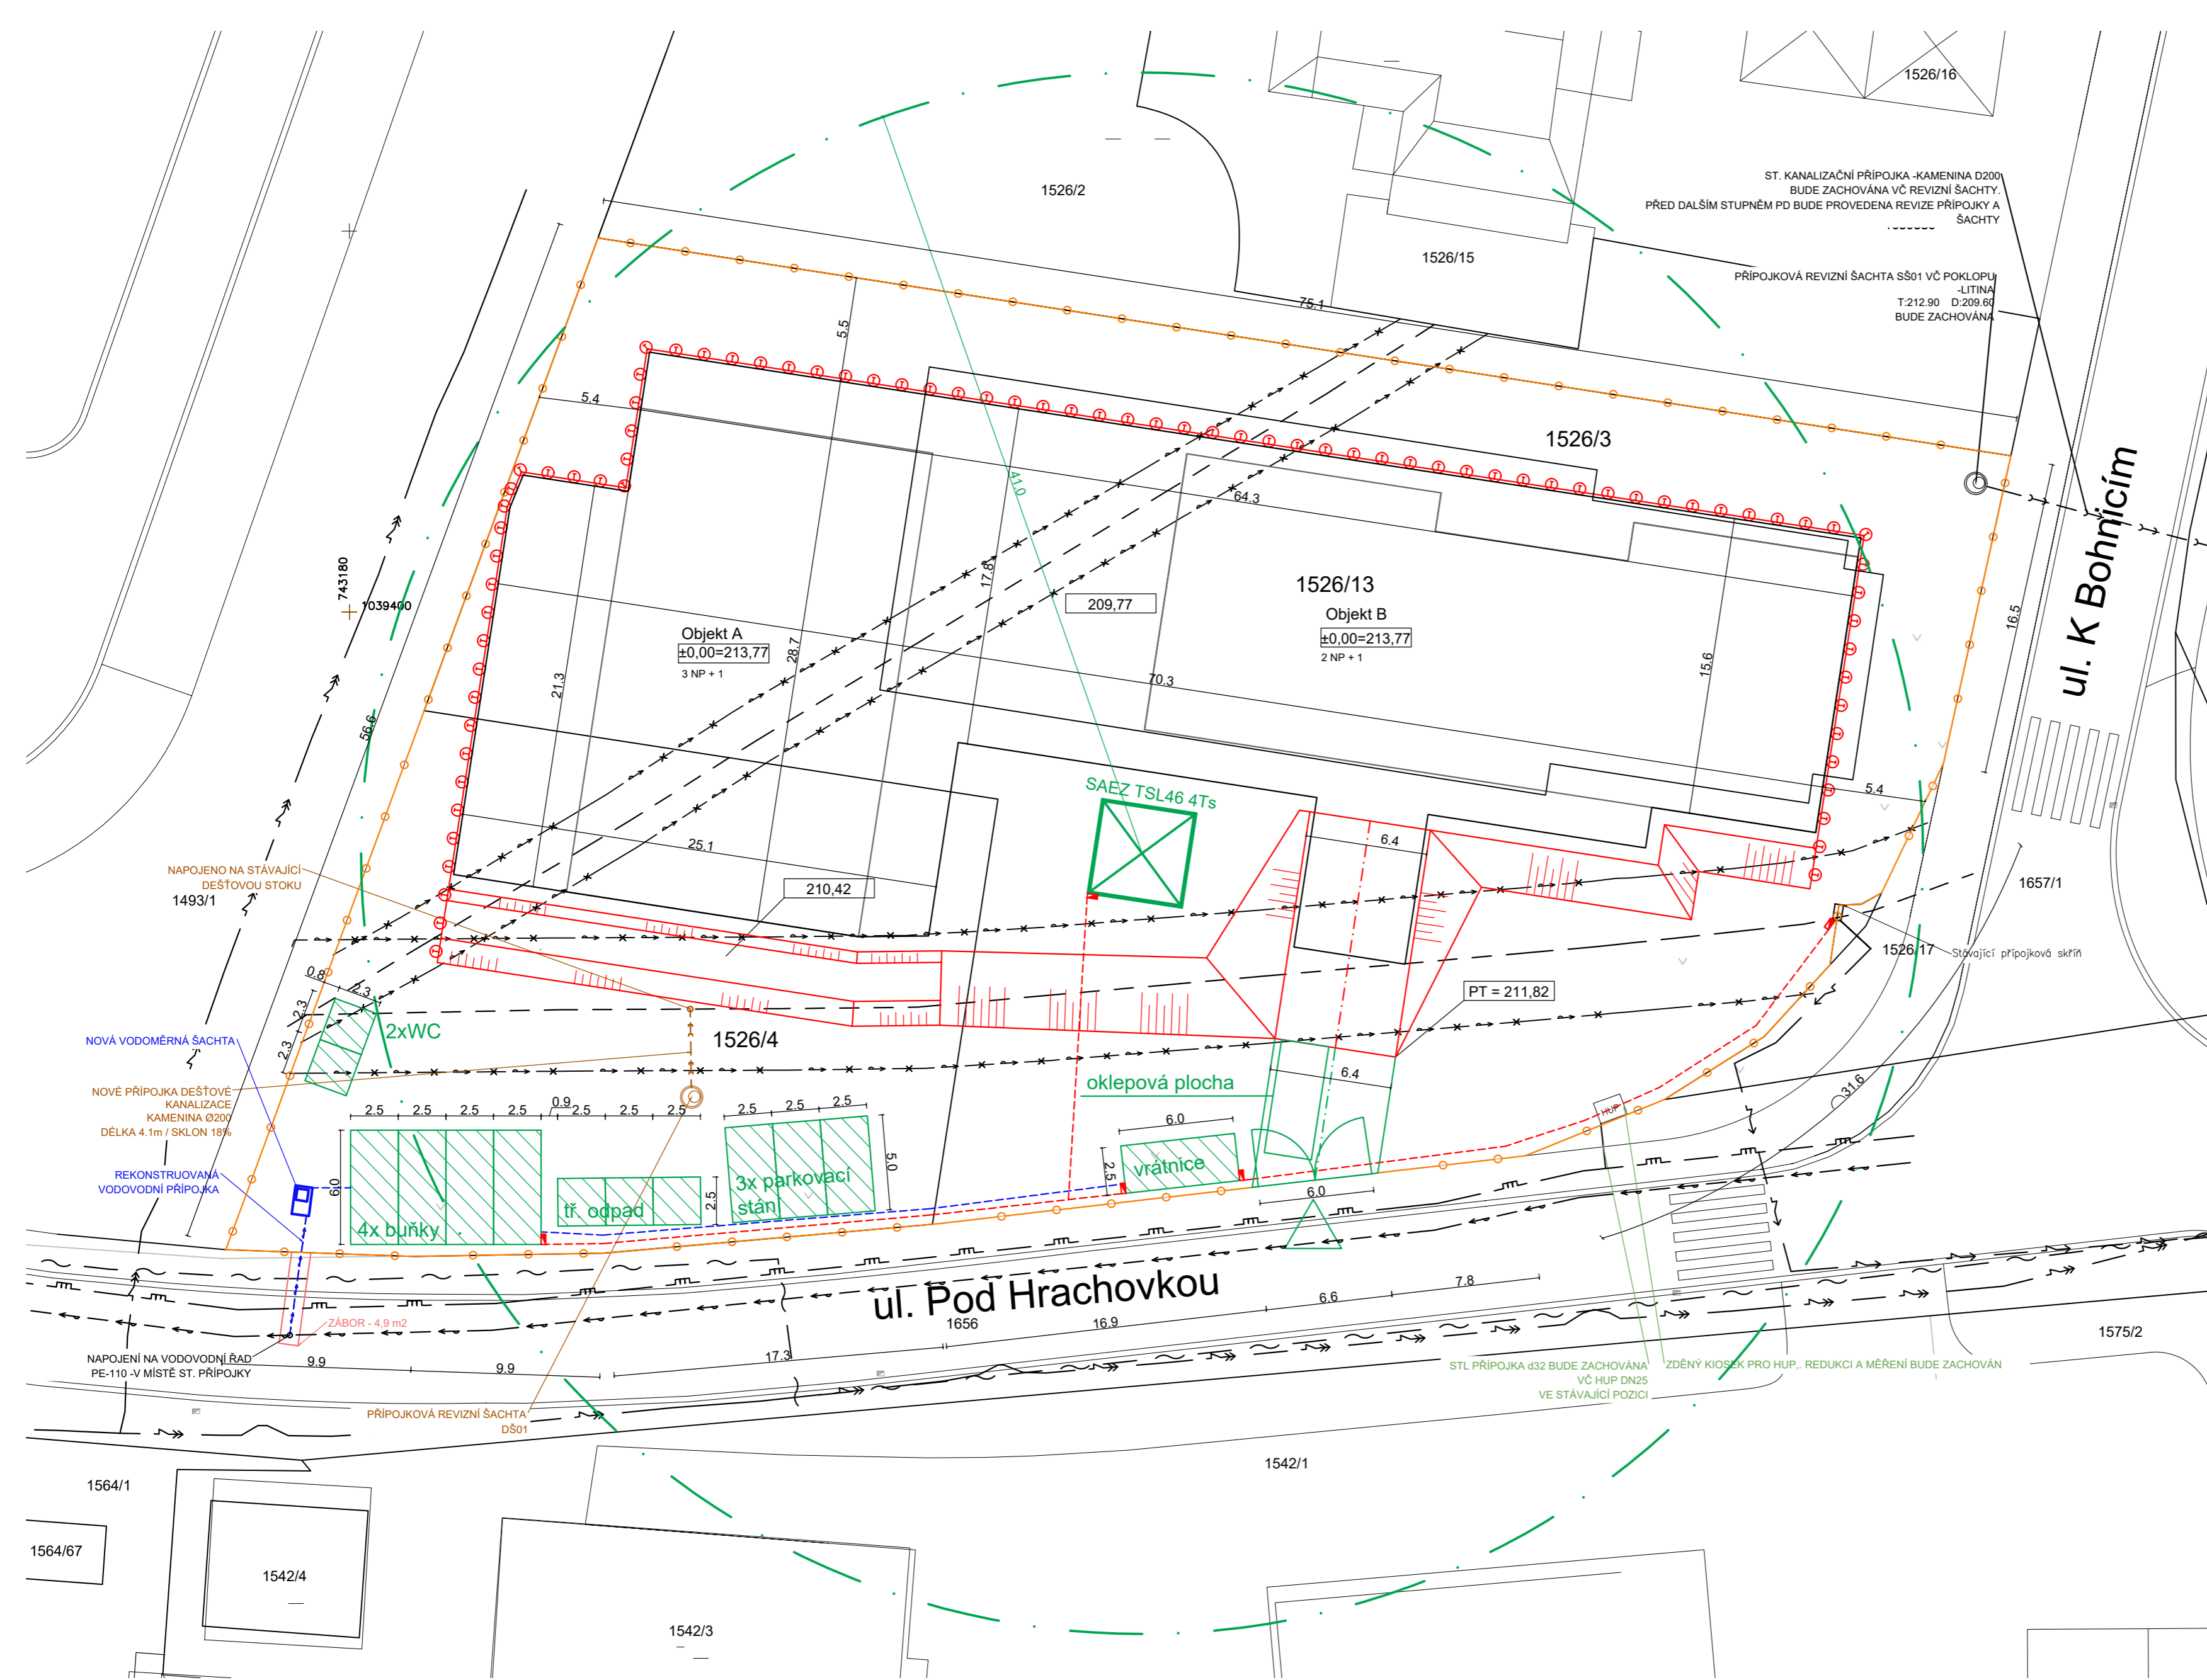 1526/16
ST. KANALIZAČNÍ PŘÍPOJKA -KAMENINA D200
BUDE ZACHOVÁNA VČ REVIZNÍ ŠACHTY.
PŘED DALŠÍM STUPNĚM PD BUDE PROVEDENA REVIZE PŘÍPOJKY A
ŠACHTY
1526/2
1526/15
PŘÍPOJKOVÁ REVIZNÍ ŠACHTA SŠ01 VČ POKLOPU
-LITINA
T:212.90 D:209.60
BUDE ZACHOVÁNA
75.1
5.5
5.4
1526/3
41.0
64.3
ul. K Bohnicím
17.8
743180
1039400
1526/13
209,77
Objekt A
±0,00=213,77
3 NP + 1
Objekt B
±0,00=213,77
2 NP + 1
16.5
28.7
21.3
15.6
70.3
56.6
SAEZ TSL46 4Ts
5.4
6.4
25.1
NAPOJENO NA STÁVAJÍCÍ
DEŠŤOVOU STOKU
210,42
1657/1
1493/1
1526/17
Stávající přípojková skříň
0.8
2.3
2.3
2.3
PT = 211,82
2xWC
1526/4
NOVÁ VODOMĚRNÁ ŠACHTA
6.4
oklepová plocha
NOVÉ PŘÍPOJKA DEŠŤOVÉ
KANALIZACE
KAMENINA Ø200
DÉLKA 4.1m / SKLON 18%
31.6
HUP
2.5
2.5
2.5
2.5
0.9
2.5
2.5
2.5
2.5
2.5
2.5
6.0
5.0
REKONSTRUOVANÁ
VODOVODNÍ PŘÍPOJKA
6.0
2.5
vrátnice
3x parkovací
stání
2.5
tř. odpad
4x buňky
6.0
ul. Pod Hrachovkou
7.8
6.6
16.9
1656
ZÁBOR - 4,9 m2
17.3
1575/2
NAPOJENÍ NA VODOVODNÍ ŘAD
PE-110 -V MÍSTĚ ST. PŘÍPOJKY
9.9
9.9
STL PŘÍPOJKA d32 BUDE ZACHOVÁNA
VČ HUP DN25
VE STÁVAJÍCÍ POZICI
ZDĚNÝ KIOSEK PRO HUP,. REDUKCI A MĚŘENÍ BUDE ZACHOVÁN
PŘÍPOJKOVÁ REVIZNÍ ŠACHTA
DŠ01
1542/1
1564/1
1564/67
1542/4
1542/3